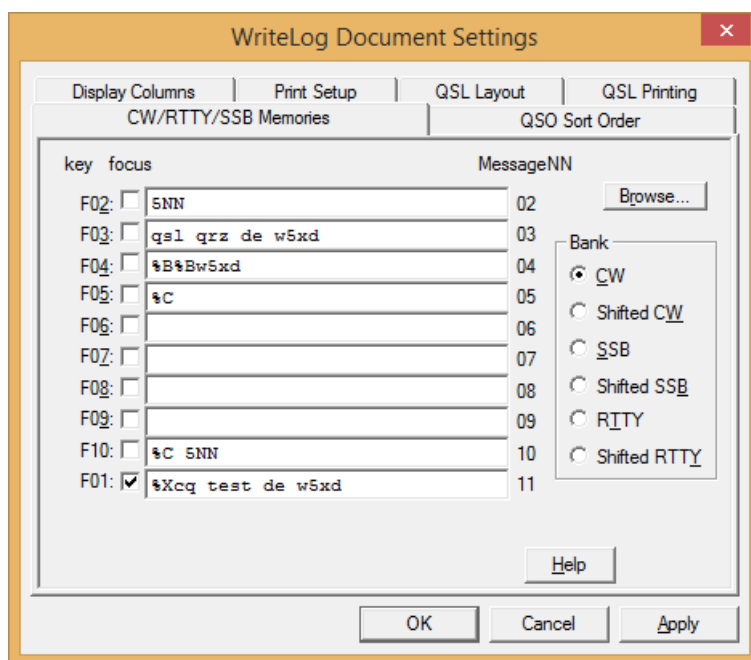 WriteLog Document Settings
Display Columns Print Setup QSL Layout QSL Printing
CW/RTTY/SSB Memories QSO Sort Order
key focus MessageNN
F02: 5NN 02 Browse...
F03: qsl qrz de w5xd 03 Bank
F04: %B%Bw5xd 04 CW
F05: %C 05 Shifted CW
F06: 06 SSB
F07: 07 Shifted SSB
F08: 08 RTTY
F09: 09 Shifted RTTY
F10: %C 5NN 10
F01: %Xcq test de w5xd 11
Help
OK Cancel Apply